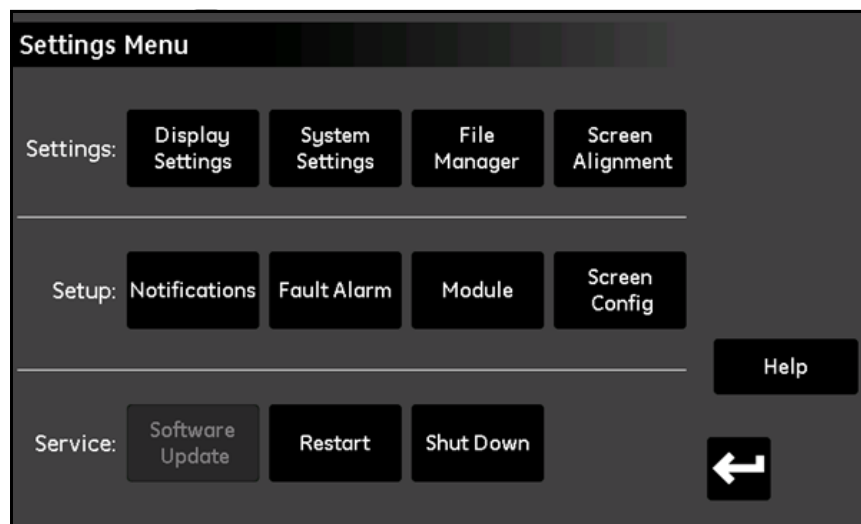 Settings Menu
Settings:
Display
Settings
System
Settings
File
Manager
Screen
Alignment
Setup:
Notifications
Fault Alarm
Module
Screen
Config
Help
Service:
Software
Update
Restart
Shut Down